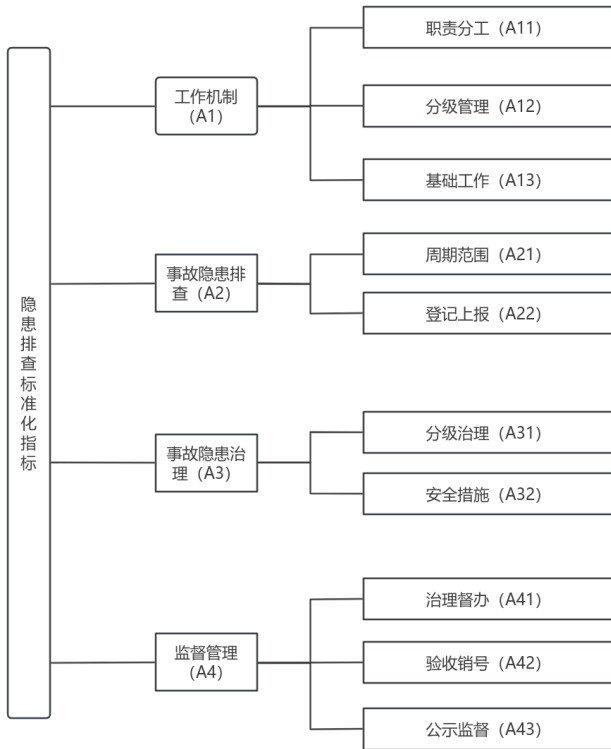 隐患排查标准化指标
工作机制
（A1）
职责分工（A11）
分级管理（A12）
基础工作（A13）
事故隐患排
查（A2）
周期范围（A21）
登记上报（A22）
事故隐患治
理（A3）
分级治理（A31）
安全措施（A32）
监督管理
（A4）
治理督办（A41）
验收销号（A42）
公示监督（A43）